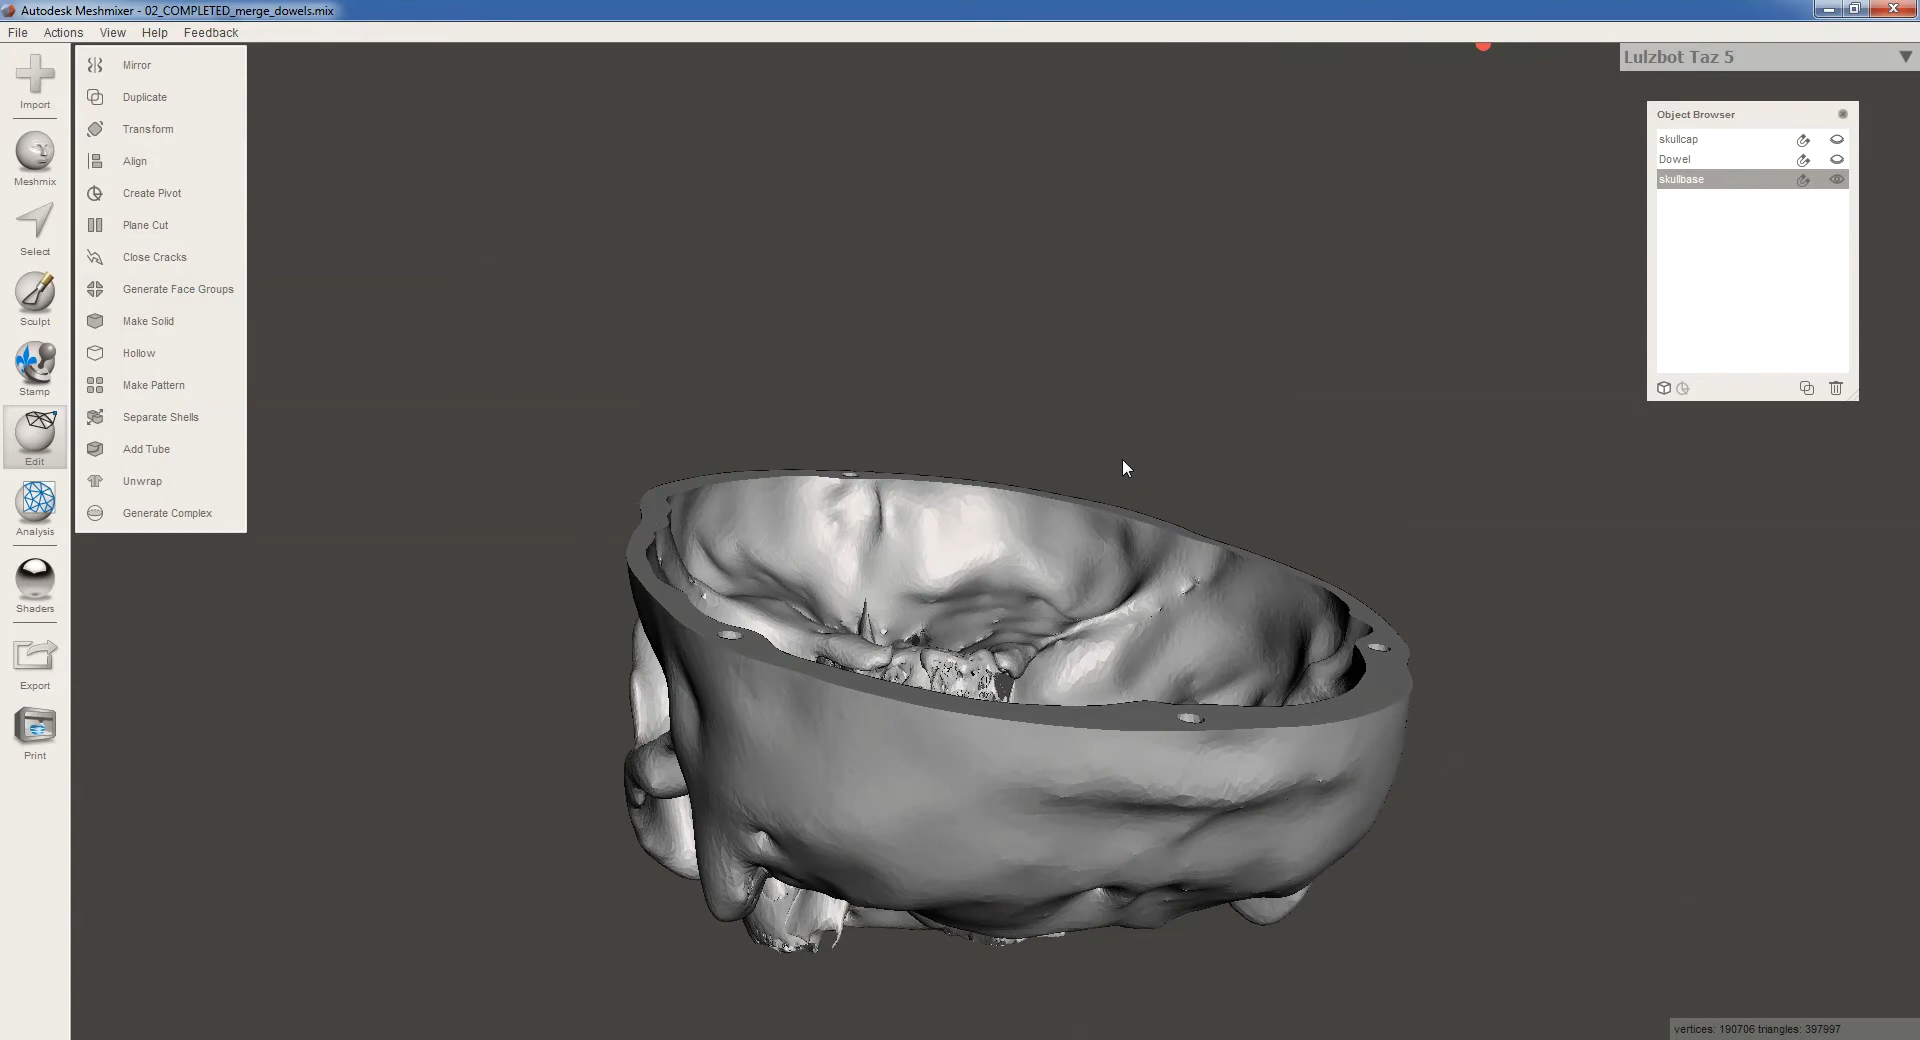 Autodesk Meshmixer - 02_COMPLETED_merge_dowels.mix
File Actions View Help Feedback
Import
Meshmix
Select
Sculpt
Stamp
Edit
Analysis
Shaders
Export
Print
Mirror
Duplicate
Transform
Align
Create Pivot
Plane Cut
Close Cracks
Generate Face Groups
Make Solid
Hollow
Make Pattern
Separate Shells
Add Tube
Unwrap
Generate Complex
Lulzbot Taz 5
Object Browser
skullcap
Dowel
skullbase
vertices: 190706 triangles: 397997